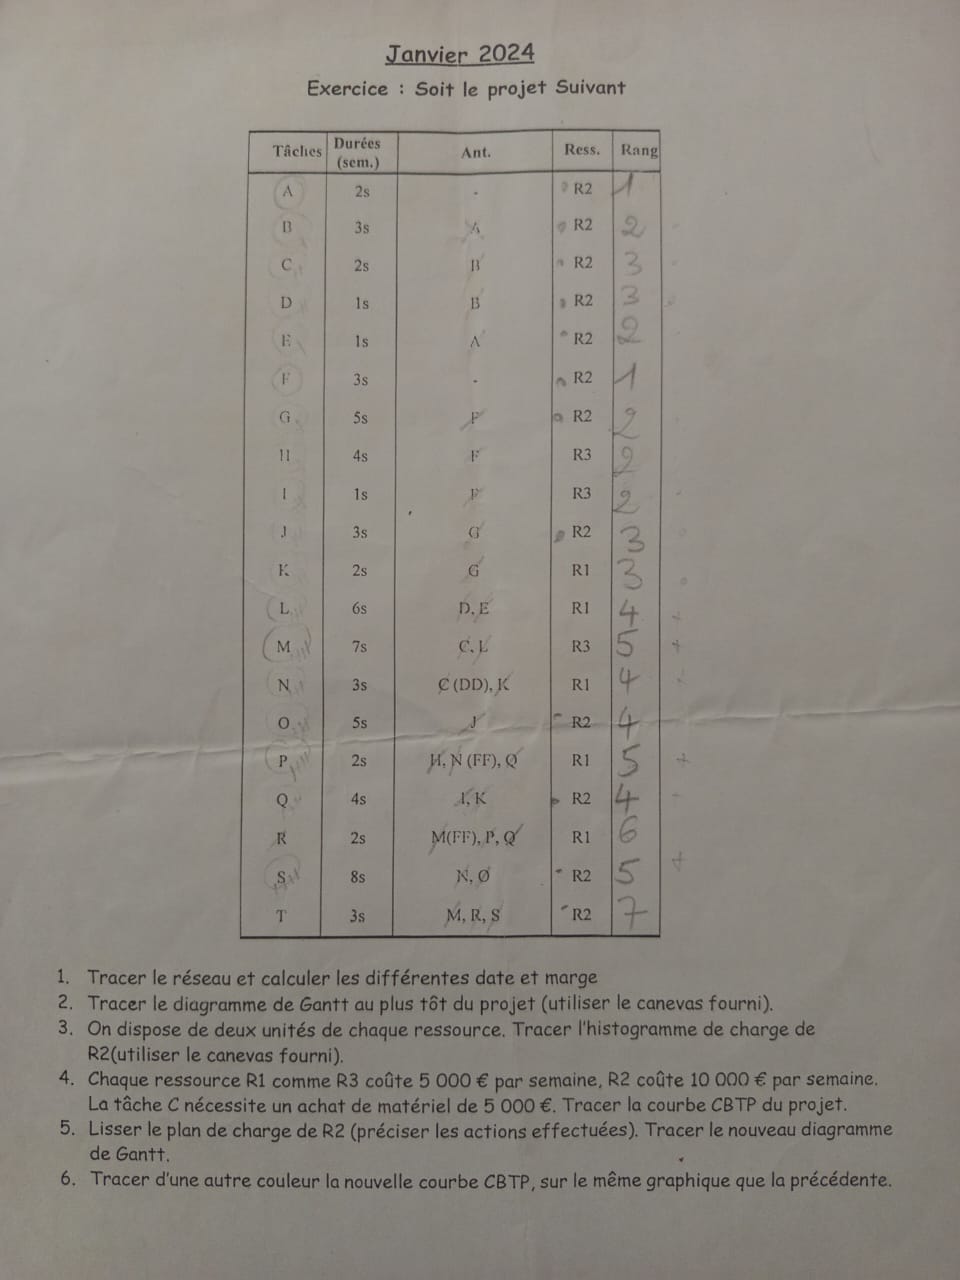 Janvier 2024
Exercice : Soit le projet Suivant
Tâches Durées (sem.) Ant. Ress. Rang
A 2s - R2 1
B 3s A R2 2
C 2s B R2 3
D 1s B R2 3
E 1s A R2 2
F 3s - R2 1
G 5s F R2 2
H 4s F R3 2
I 1s F R3 2
J 3s G R2 3
K 2s G R1 3
L 6s D, E R1 4
M 7s C, L R3 5
N 3s C (DD), K R1 4
O 5s J R2 4
P 2s H, N (FF), O R1 5
Q 4s I, K R2 4
R 2s M(FF), P, Q R1 6
S 8s N, O R2 5
T 3s M, R, S R2 7
1. Tracer le réseau et calculer les différentes date et marge
2. Tracer le diagramme de Gantt au plus tôt du projet (utiliser le canevas fourni).
3. On dispose de deux unités de chaque ressource. Tracer l'histogramme de charge de
R2(utiliser le canevas fourni).
4. Chaque ressource R1 comme R3 coûte 5 000 € par semaine, R2 coûte 10 000 € par semaine.
La tâche C nécessite un achat de matériel de 5 000 €. Tracer la courbe CBTP du projet.
5. Lisser le plan de charge de R2 (préciser les actions effectuées). Tracer le nouveau diagramme
de Gantt.
6. Tracer d'une autre couleur la nouvelle courbe CBTP, sur le même graphique que la précédente.